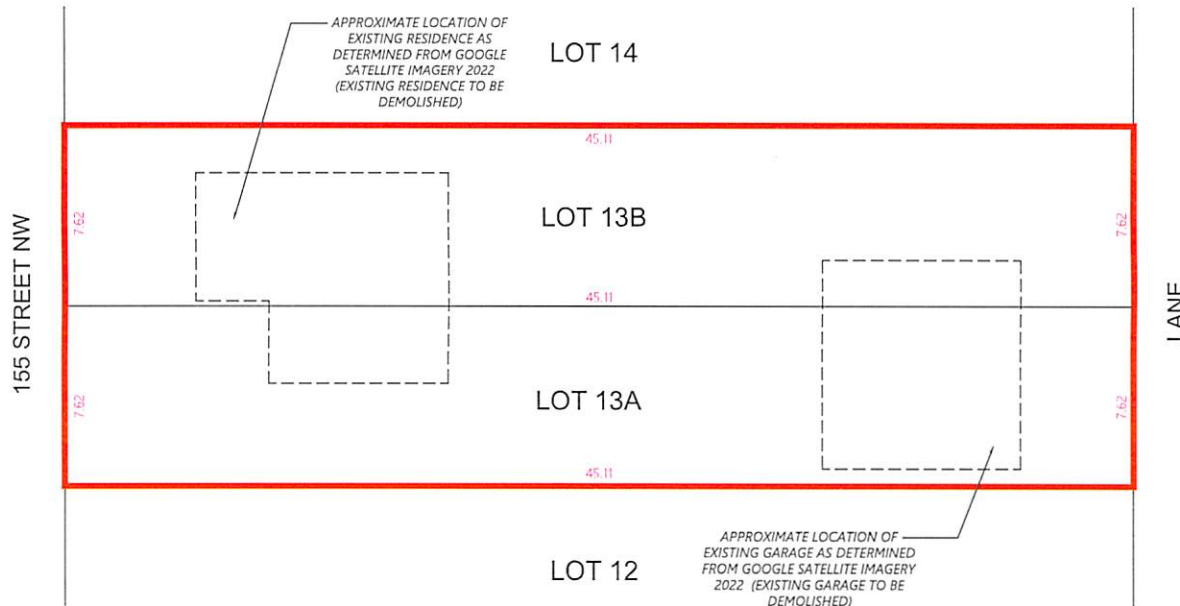 APPROXIMATE LOCATION OF
EXISTING RESIDENCE AS
DETERMINED FROM GOOGLE
SATELLITE IMAGERY 2022
(EXISTING RESIDENCE TO BE
DEMOLISHED)
LOT 14
45.11
7.62
LOT 13B
7.62
155 STREET NW
45.11
LANE
7.62
LOT 13A
7.62
45.11
LOT 12
APPROXIMATE LOCATION OF
EXISTING GARAGE AS DETERMINED
FROM GOOGLE SATELLITE IMAGERY
2022 (EXISTING GARAGE TO BE
DEMOLISHED)